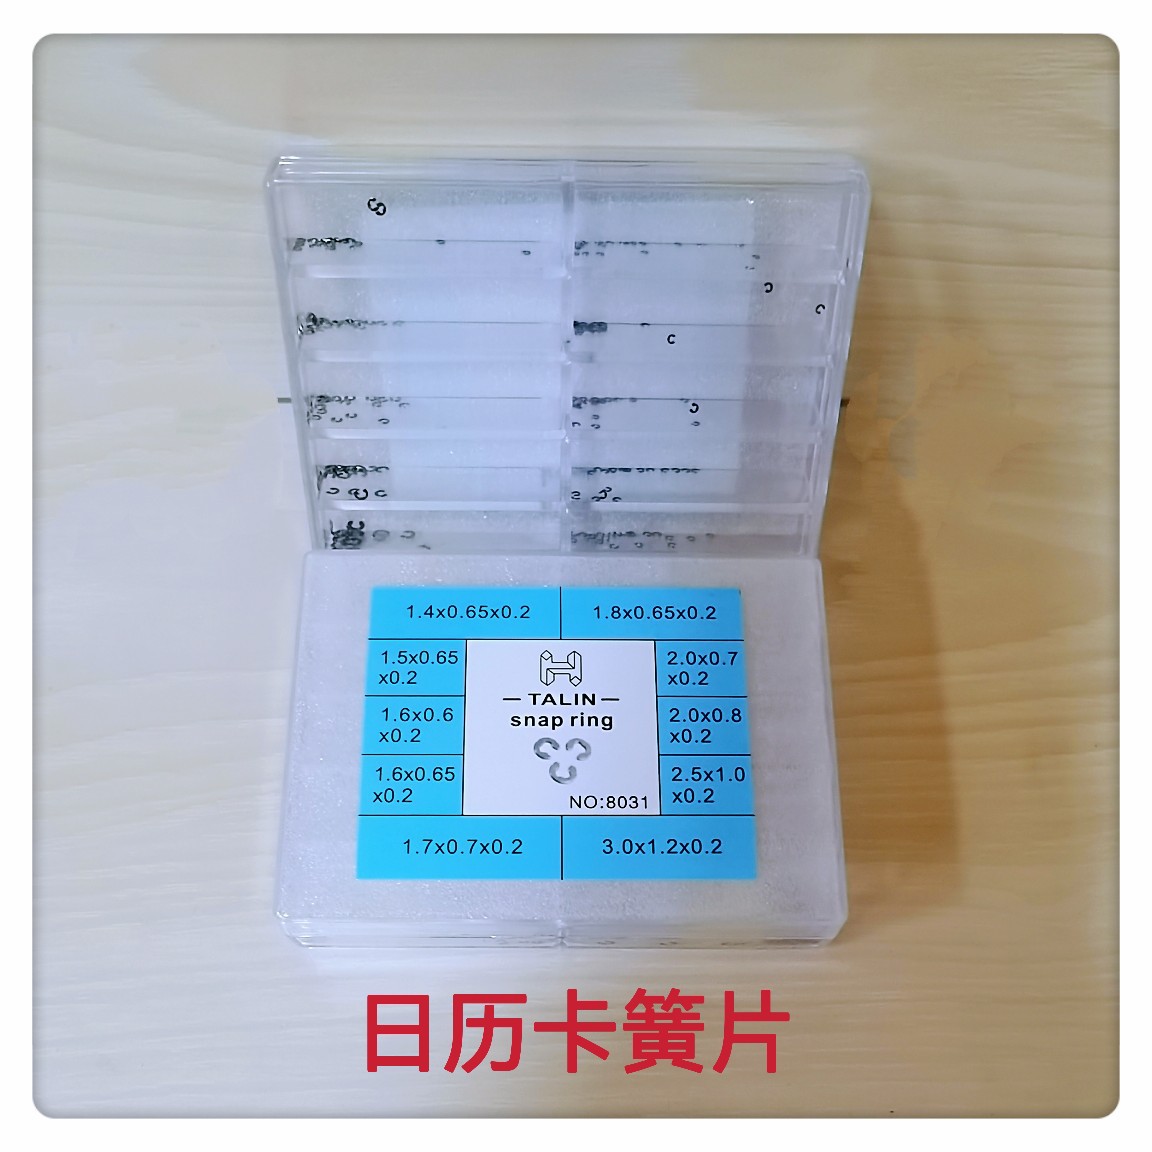 1.4x0.65x0.2
1.8x0.65x0.2
1.5x0.65
x0.2
1.6x0.6
x0.2
1.6x0.65
x0.2
TALIN
snap ring
NO:8031
2.0x0.7
x0.2
2.0x0.8
x0.2
2.5x1.0
x0.2
1.7x0.7x0.2
3.0x1.2x0.2
日历卡簧片